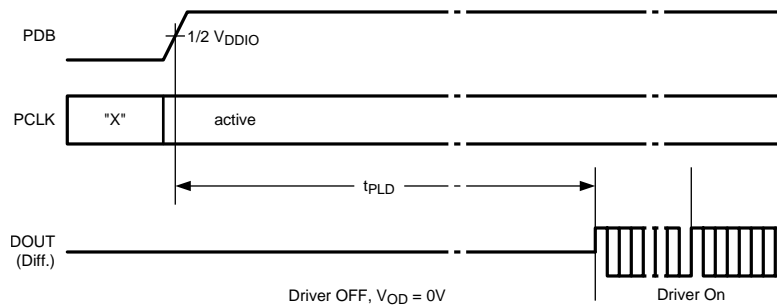 PDB
1/2 VDDIO
PCLK
"X"
active
tPLD
DOUT
(Diff.)
Driver OFF, VOD = 0V
Driver On